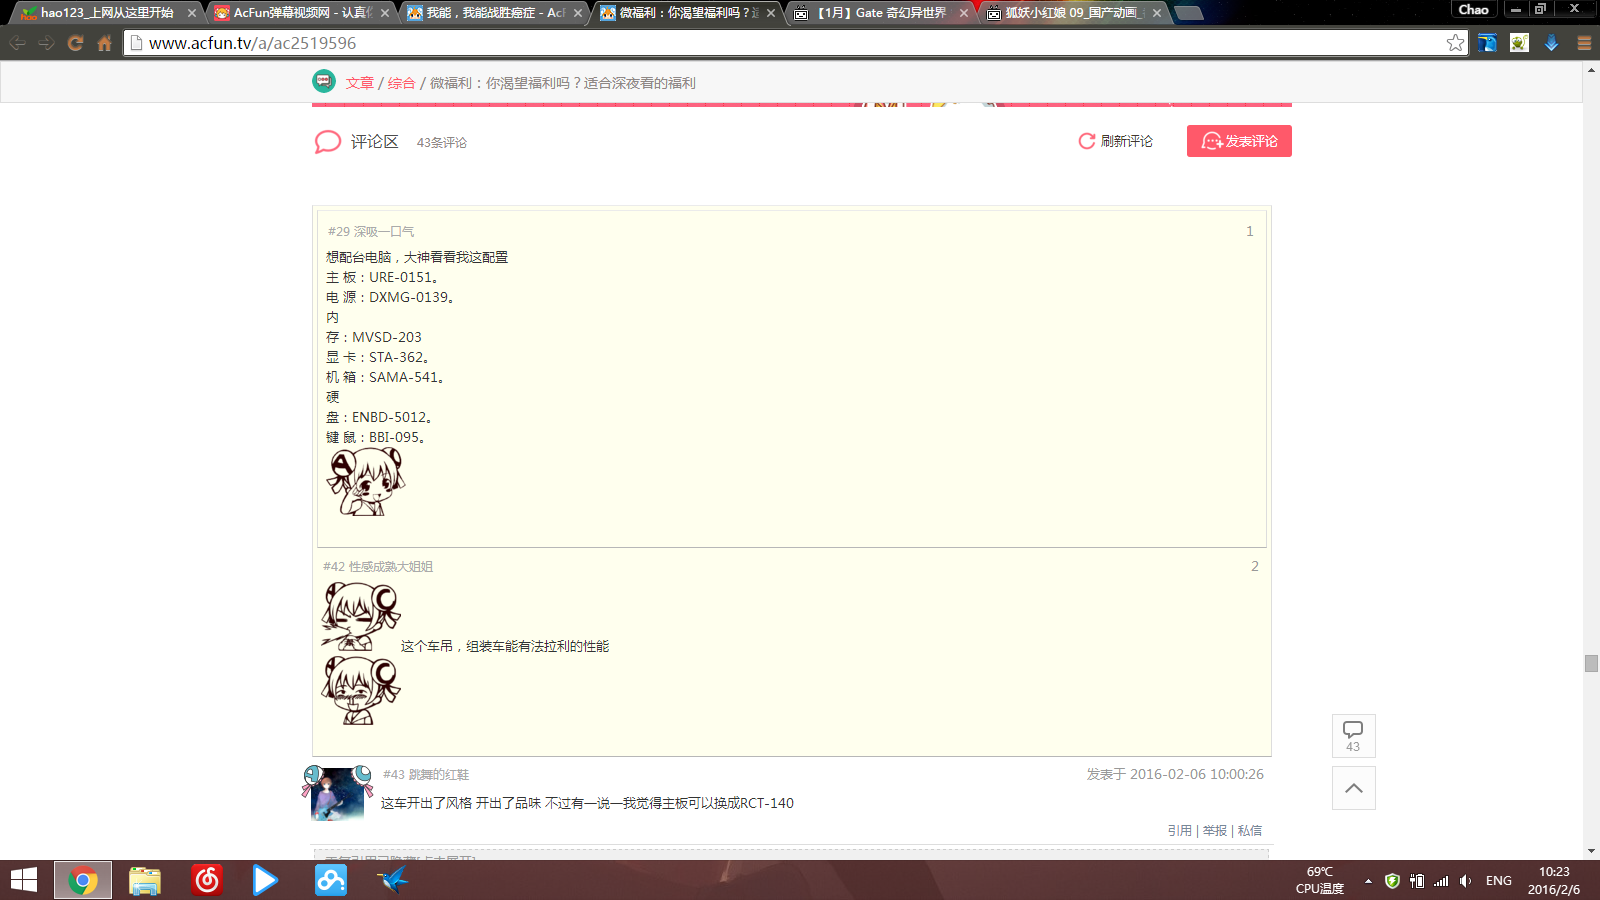 hao123_上网从这里开始
AcFun弹幕视频网 - 认真
我能，我能战胜癌症 - AcF
微福利：你渴望福利吗？
【1月】Gate 奇幻异世界
狐妖小红娘 09_国产动画_
Chao
www.acfun.tv/a/ac2519596
文章 / 综合 / 微福利：你渴望福利吗？适合深夜看的福利
评论区 43条评论
刷新评论
发表评论
#29 深吸一口气 1
想配台电脑，大神看看我这配置
主 板：URE-0151。
电 源：DXMG-0139。
内
存：MVSD-203
显 卡：STA-362。
机 箱：SAMA-541。
硬
盘：ENBD-5012。
键 鼠：BBI-095。
#42 性感成熟大姐姐 2
这个车吊，组装车能有法拉利的性能
#43 跳舞的红鞋 发表于 2016-02-06 10:00:26
这车开出了风格 开出了品味 不过有一说一我觉得主板可以换成RCT-140
引用 | 举报 | 私信
43
69℃
CPU温度
ENG
10:23
2016/2/6